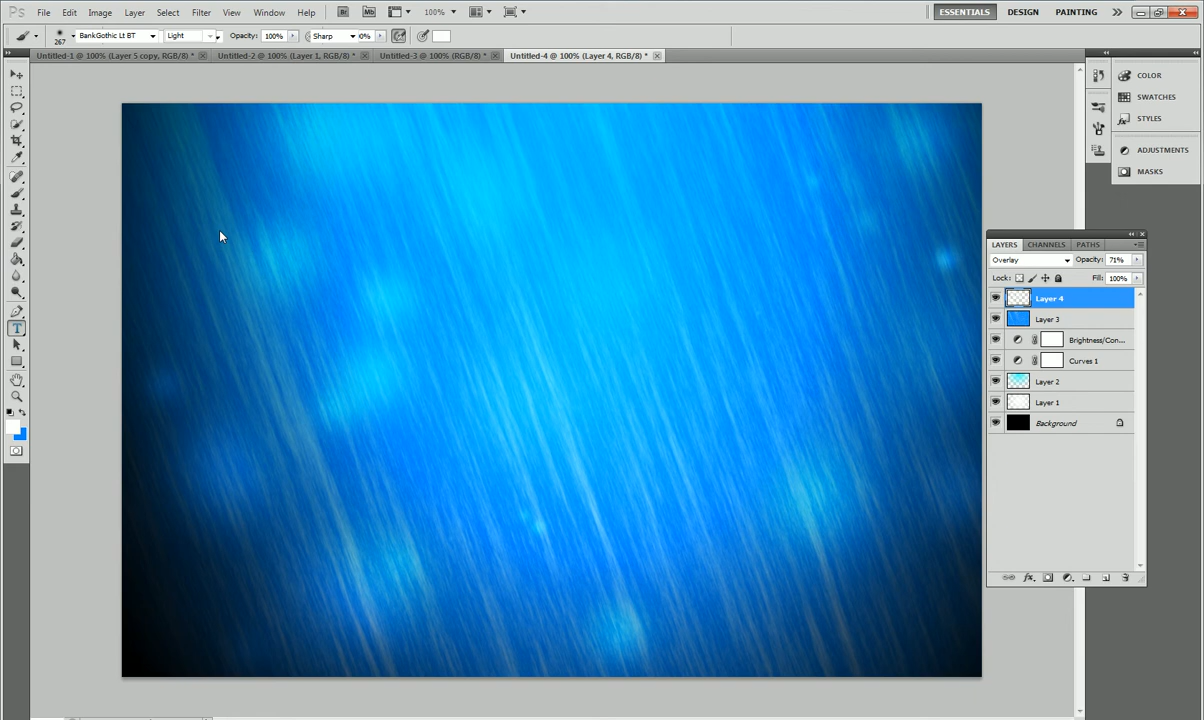 Ps File Edit Image Layer Select Filter View Window Help Br Mb 100% ESSENTIALS DESIGN PAINTING
267 BankGothic Lt BT Light Opacity: 100% Sharp
Untitled-1 @ 100% (Layer 5 copy, RGB/8) * Untitled-2 @ 100% (Layer 1, RGB/8) * Untitled-3 @ 100% (RGB/8) * Untitled-4 @ 100% (Layer 4, RGB/8) *
COLOR
SWATCHES
STYLES
ADJUSTMENTS
MASKS
LAYERS CHANNELS PATHS
Overlay Opacity: 71%
Lock: Fill: 100%
Layer 4
Layer 3
Brightness/Con...
Curves 1
Layer 2
Layer 1
Background